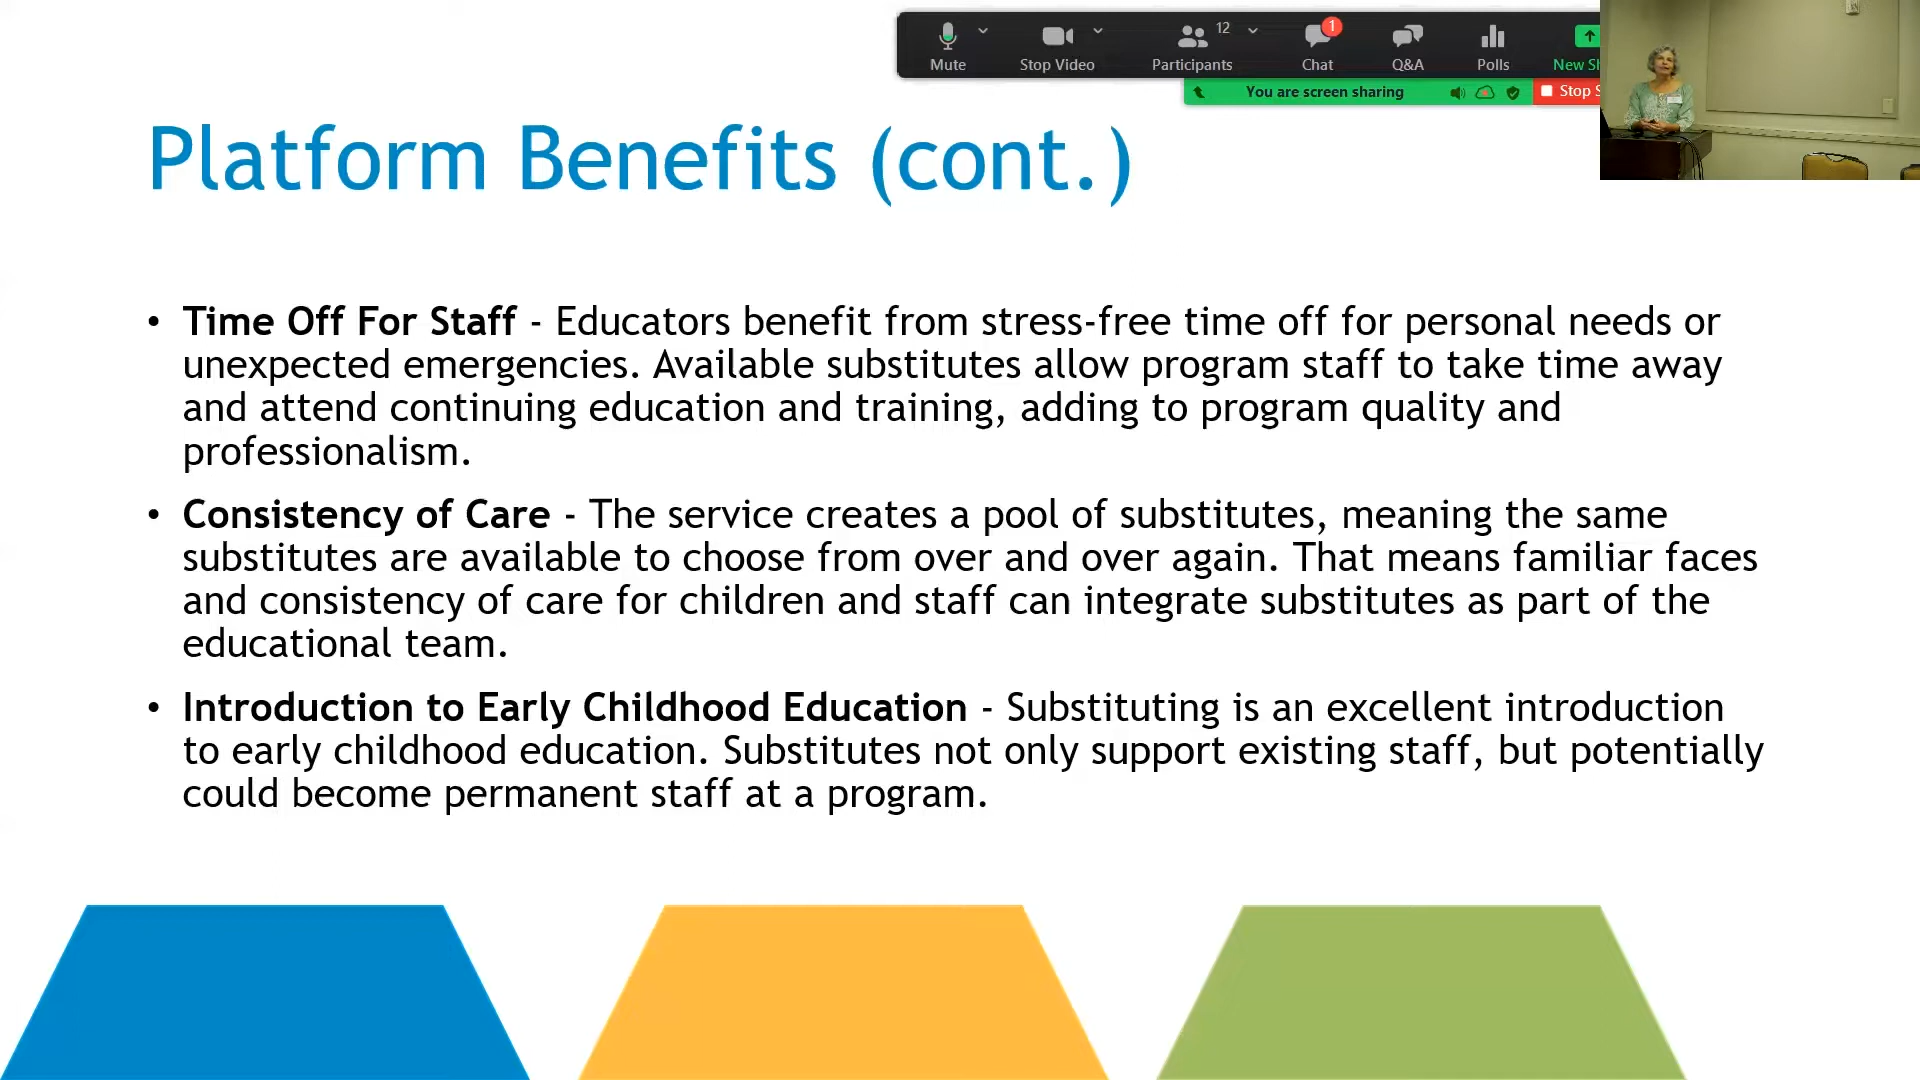 12
1
Mute
Stop Video
Participants
Chat
Q&A
Polls
New Sh
You are screen sharing
Stop S
Platform Benefits (cont.)
• Time Off For Staff - Educators benefit from stress-free time off for personal needs or
unexpected emergencies. Available substitutes allow program staff to take time away
and attend continuing education and training, adding to program quality and
professionalism.
• Consistency of Care - The service creates a pool of substitutes, meaning the same
substitutes are available to choose from over and over again. That means familiar faces
and consistency of care for children and staff can integrate substitutes as part of the
educational team.
• Introduction to Early Childhood Education - Substituting is an excellent introduction
to early childhood education. Substitutes not only support existing staff, but potentially
could become permanent staff at a program.